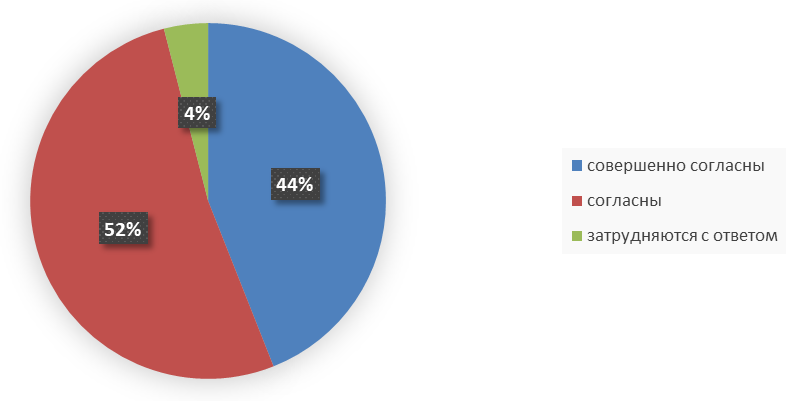 4%
44%
52%
совершенно согласны
согласны
затрудняются с ответом